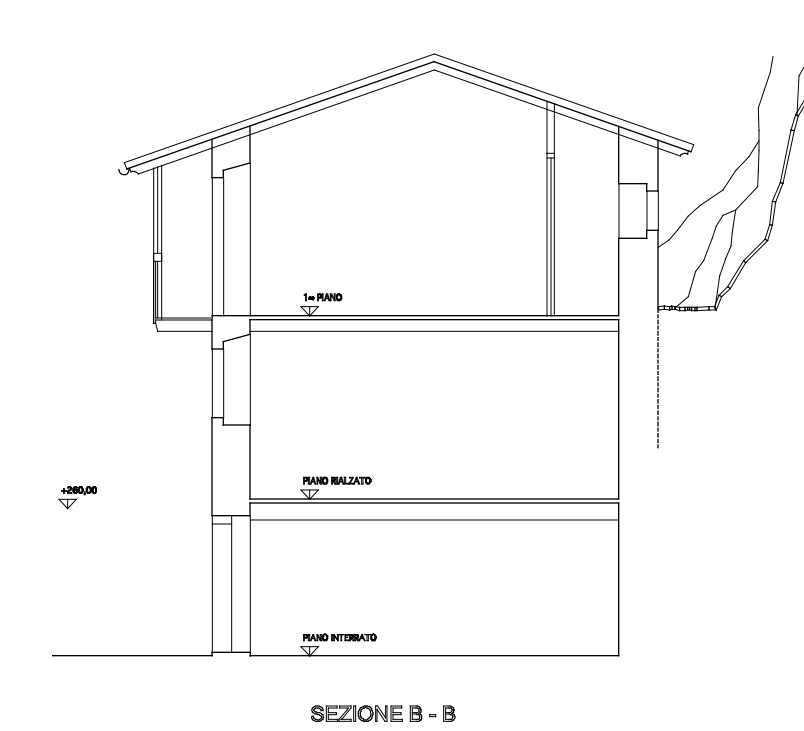 1∞ PIANO
PIANO RIALZATO
+260,00
PIANO INTERRATO
SEZIONE B - B